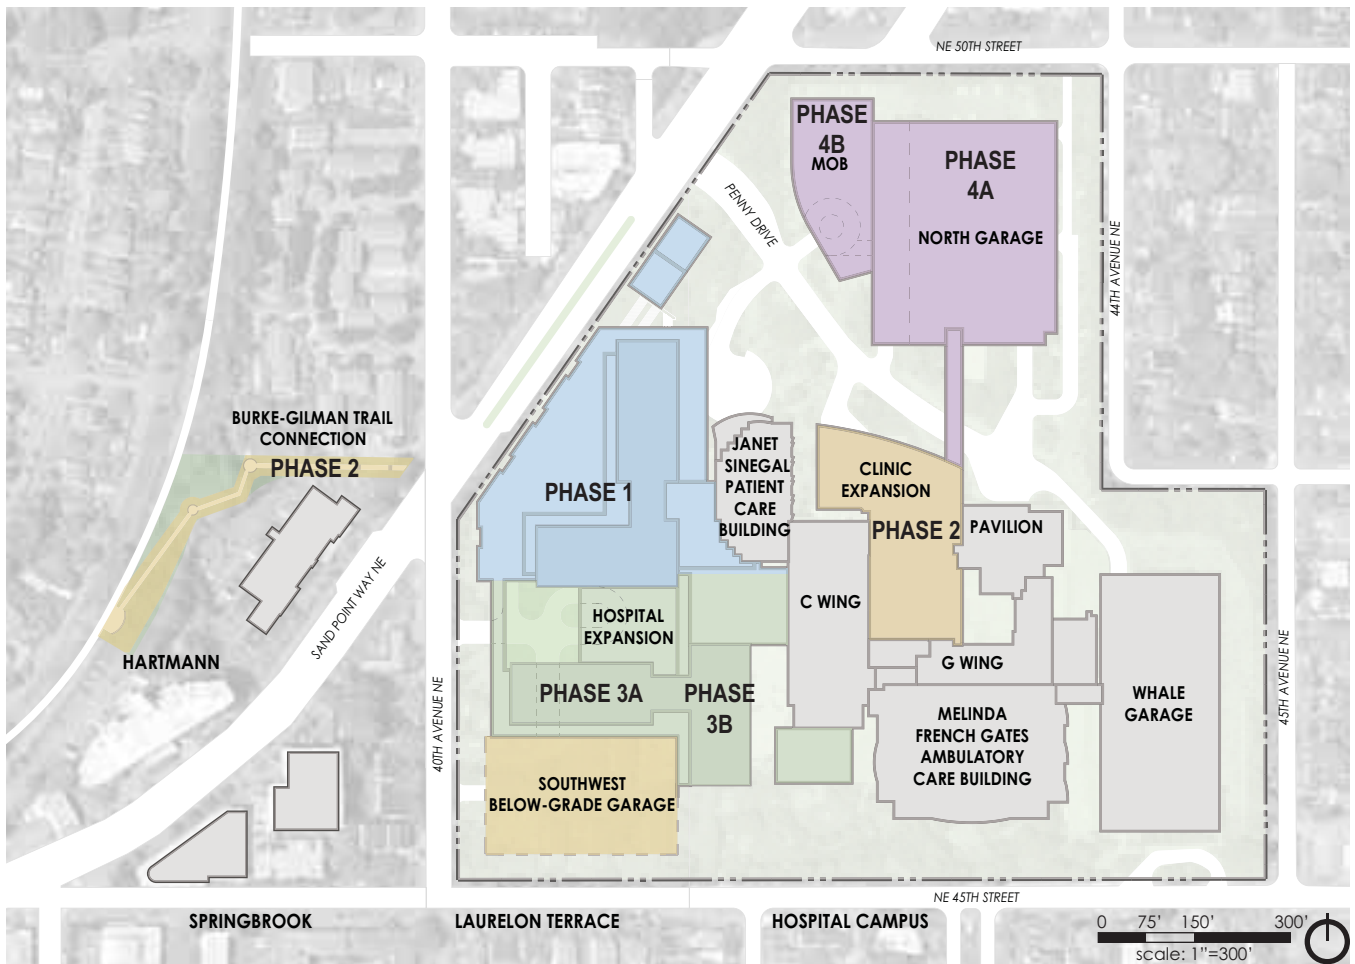 NE 50TH STREET
PHASE
4B
MOB
PHASE
4A
NORTH GARAGE
PENNY DRIVE
44TH AVENUE NE
BURKE-GILMAN TRAIL
CONNECTION
PHASE 2
JANET
SINEGAL
PATIENT
CARE
BUILDING
CLINIC
EXPANSION
PHASE 2
PHASE 1
PAVILION
C WING
HOSPITAL
EXPANSION
SAND POINT WAY NE
HARTMANN
G WING
PHASE 3A
PHASE
3B
WHALE
GARAGE
45TH AVENUE NE
40TH AVENUE NE
MELINDA
FRENCH GATES
AMBULATORY
CARE BUILDING
SOUTHWEST
BELOW-GRADE GARAGE
NE 45TH STREET
SPRINGBROOK
LAURELON TERRACE
HOSPITAL CAMPUS
0 75' 150' 300'
scale: 1"=300'